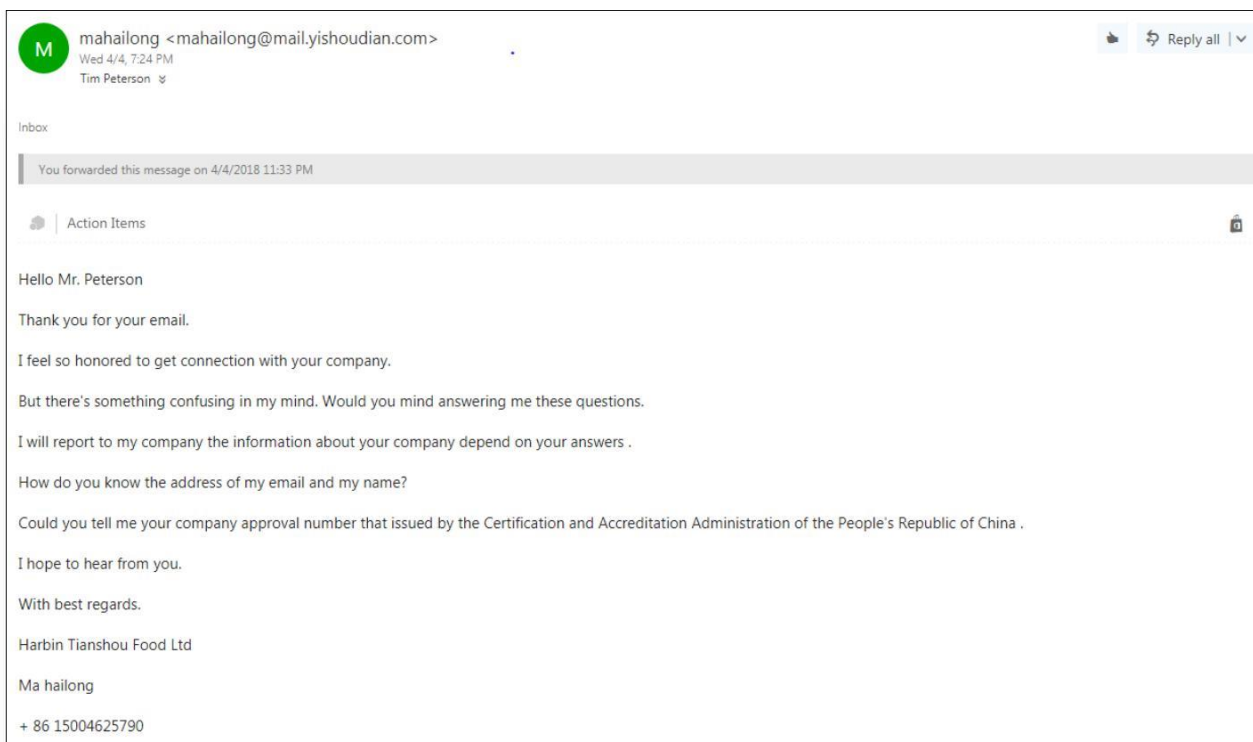 M
mahailong <mahailong@mail.yishoudian.com>
Wed 4/4, 7:24 PM
Tim Peterson
Reply all
Inbox
You forwarded this message on 4/4/2018 11:33 PM
Action Items
Hello Mr. Peterson
Thank you for your email.
I feel so honored to get connection with your company.
But there's something confusing in my mind. Would you mind answering me these questions.
I will report to my company the information about your company depend on your answers .
How do you know the address of my email and my name?
Could you tell me your company approval number that issued by the Certification and Accreditation Administration of the People's Republic of China .
I hope to hear from you.
With best regards.
Harbin Tianshou Food Ltd
Ma hailong
+ 86 15004625790